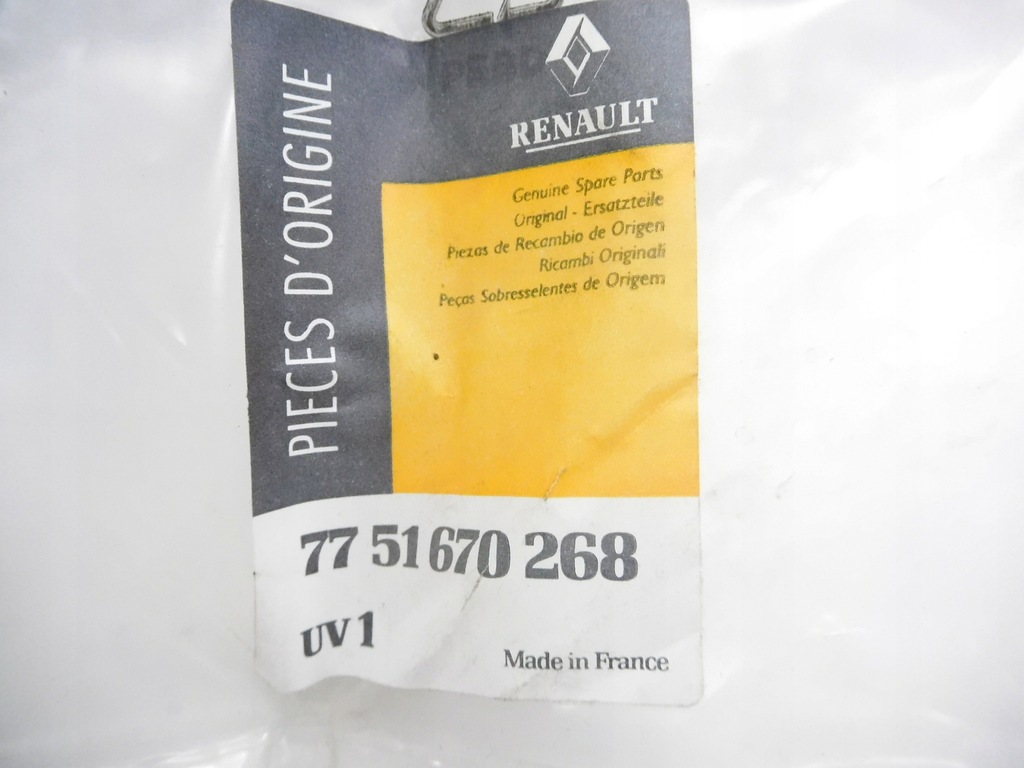 RENAULT
PIECES D'ORIGINE
Genuine Spare Parts
Original - Ersatzteile
Piezas de Recambio de Origen
Ricambi Originali
Peças Sobresselentes de Origem
77 51 670 268
UV 1
Made in France